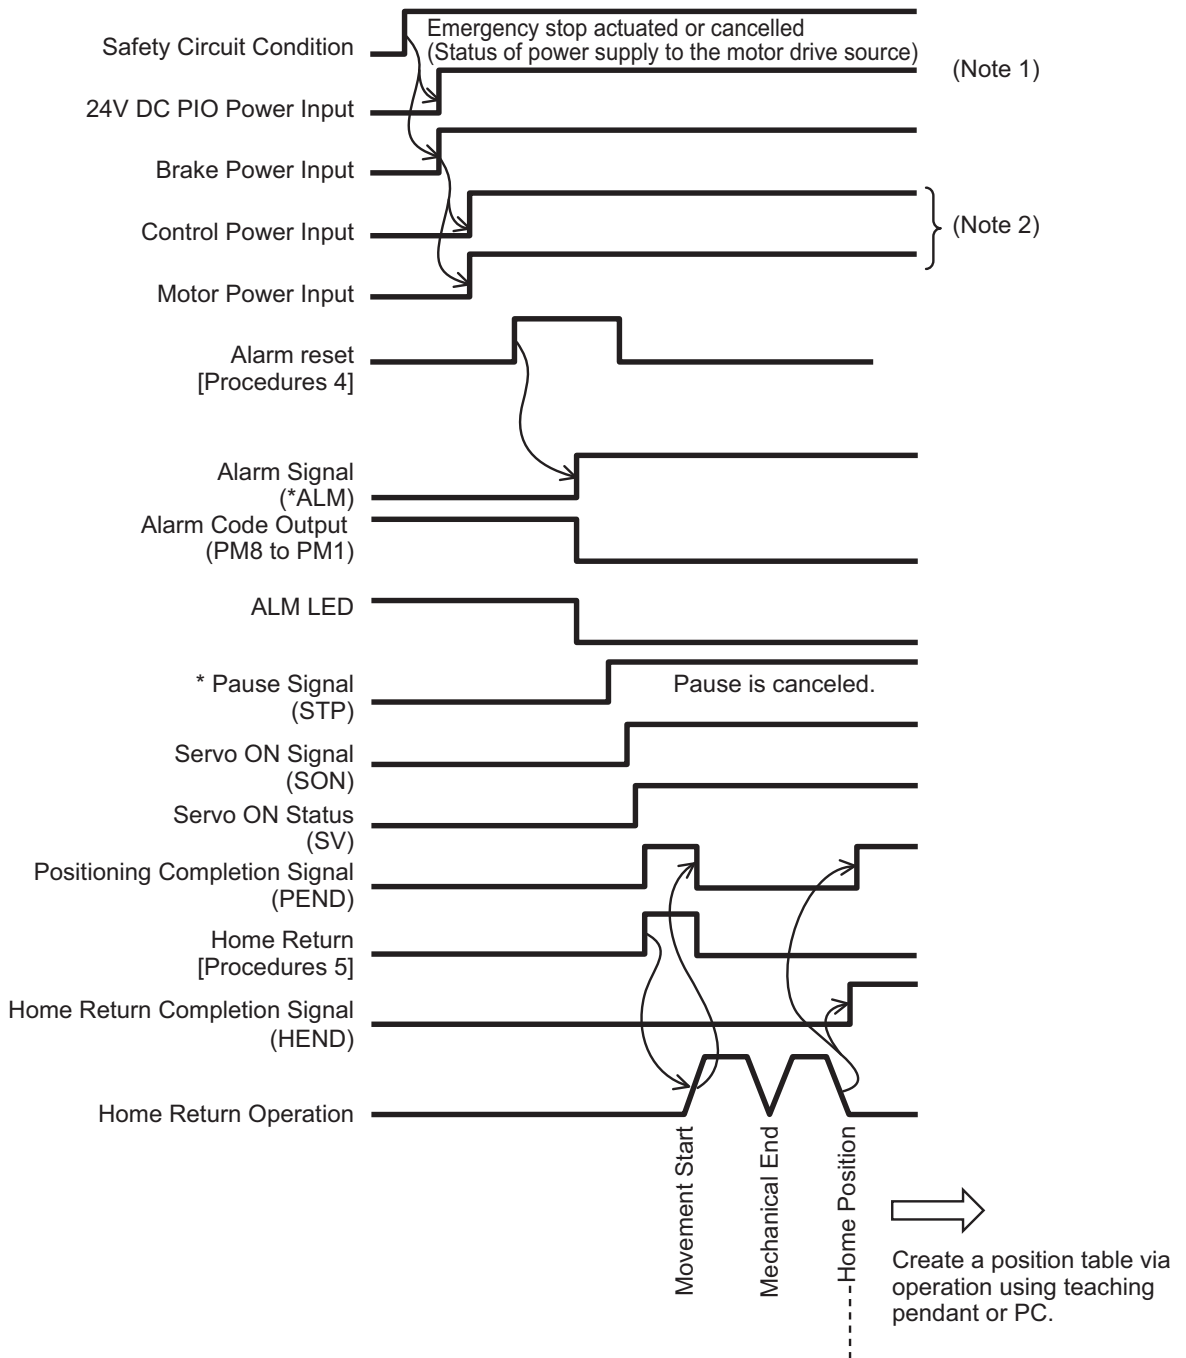 Safety Circuit Condition
Emergency stop actuated or cancelled
(Status of power supply to the motor drive source)
(Note 1)
24V DC PIO Power Input
Brake Power Input
Control Power Input
(Note 2)
Motor Power Input
Alarm reset
[Procedures 4]
Alarm Signal
(*ALM)
Alarm Code Output
(PM8 to PM1)
ALM LED
* Pause Signal
(STP)
Pause is canceled.
Servo ON Signal
(SON)
Servo ON Status
(SV)
Positioning Completion Signal
(PEND)
Home Return
[Procedures 5]
Home Return Completion Signal
(HEND)
Home Return Operation
Movement Start
Mechanical End
Home Position
Create a position table via
operation using teaching
pendant or PC.